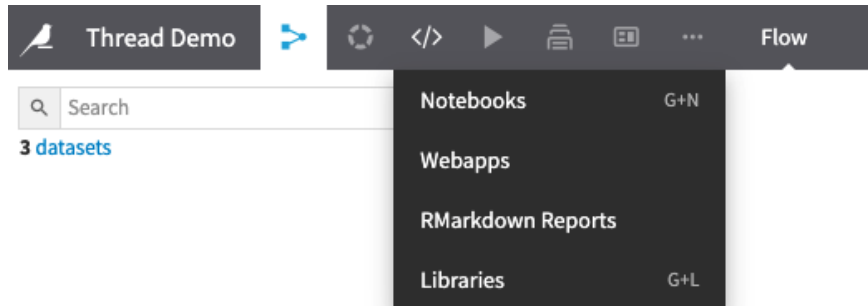 Thread Demo </> ... Flow
Search
3 datasets
Notebooks G+N
Webapps
RMarkdown Reports
Libraries G+L